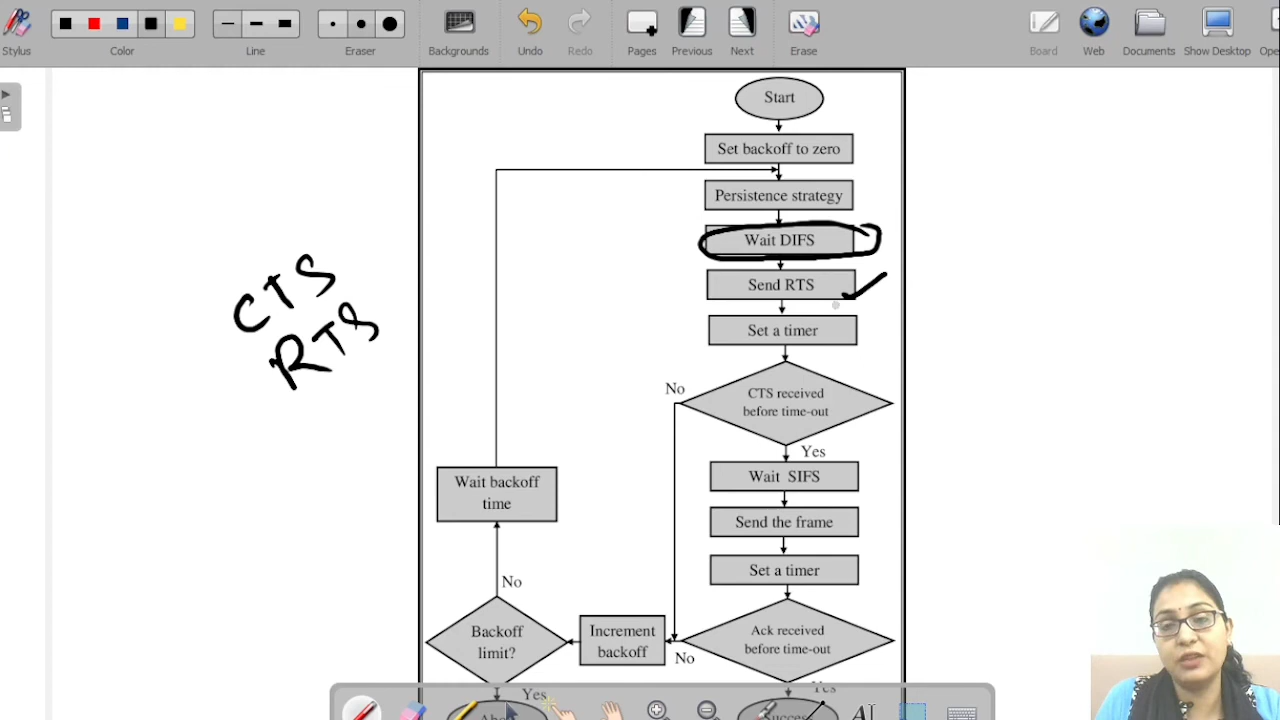 Stylus
Color
Line
Eraser
Backgrounds
Undo
Redo
Pages
Previous
Next
Erase
Board
Web
Documents
Show Desktop
Start
Set backoff to zero
Persistence strategy
Wait DIFS
Send RTS
Set a timer
CTS received
before time-out
No
Yes
Wait SIFS
Send the frame
Set a timer
Ack received
before time-out
No
Yes
Increment
backoff
Backoff
limit?
No
Yes
Wait backoff
time
CTS
RTS